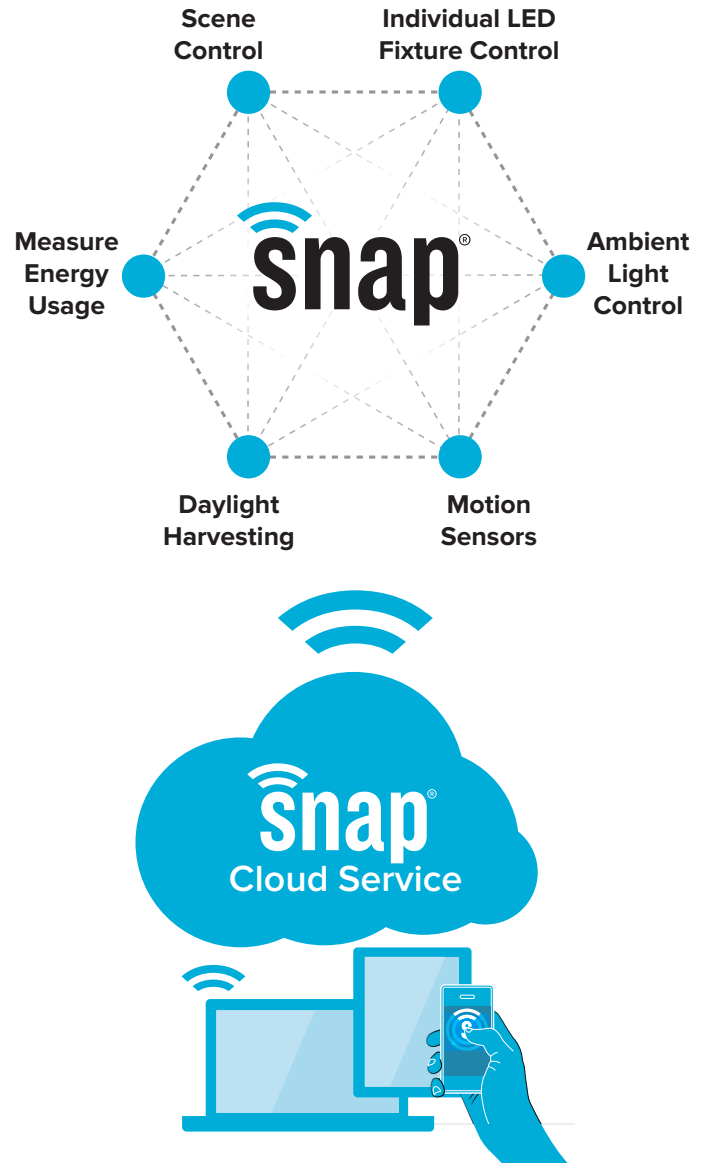 Scene
Control
Individual LED
Fixture Control
Measure
Energy
Usage
snap®
Ambient
Light
Control
Daylight
Harvesting
Motion
Sensors
snap®
Cloud Service